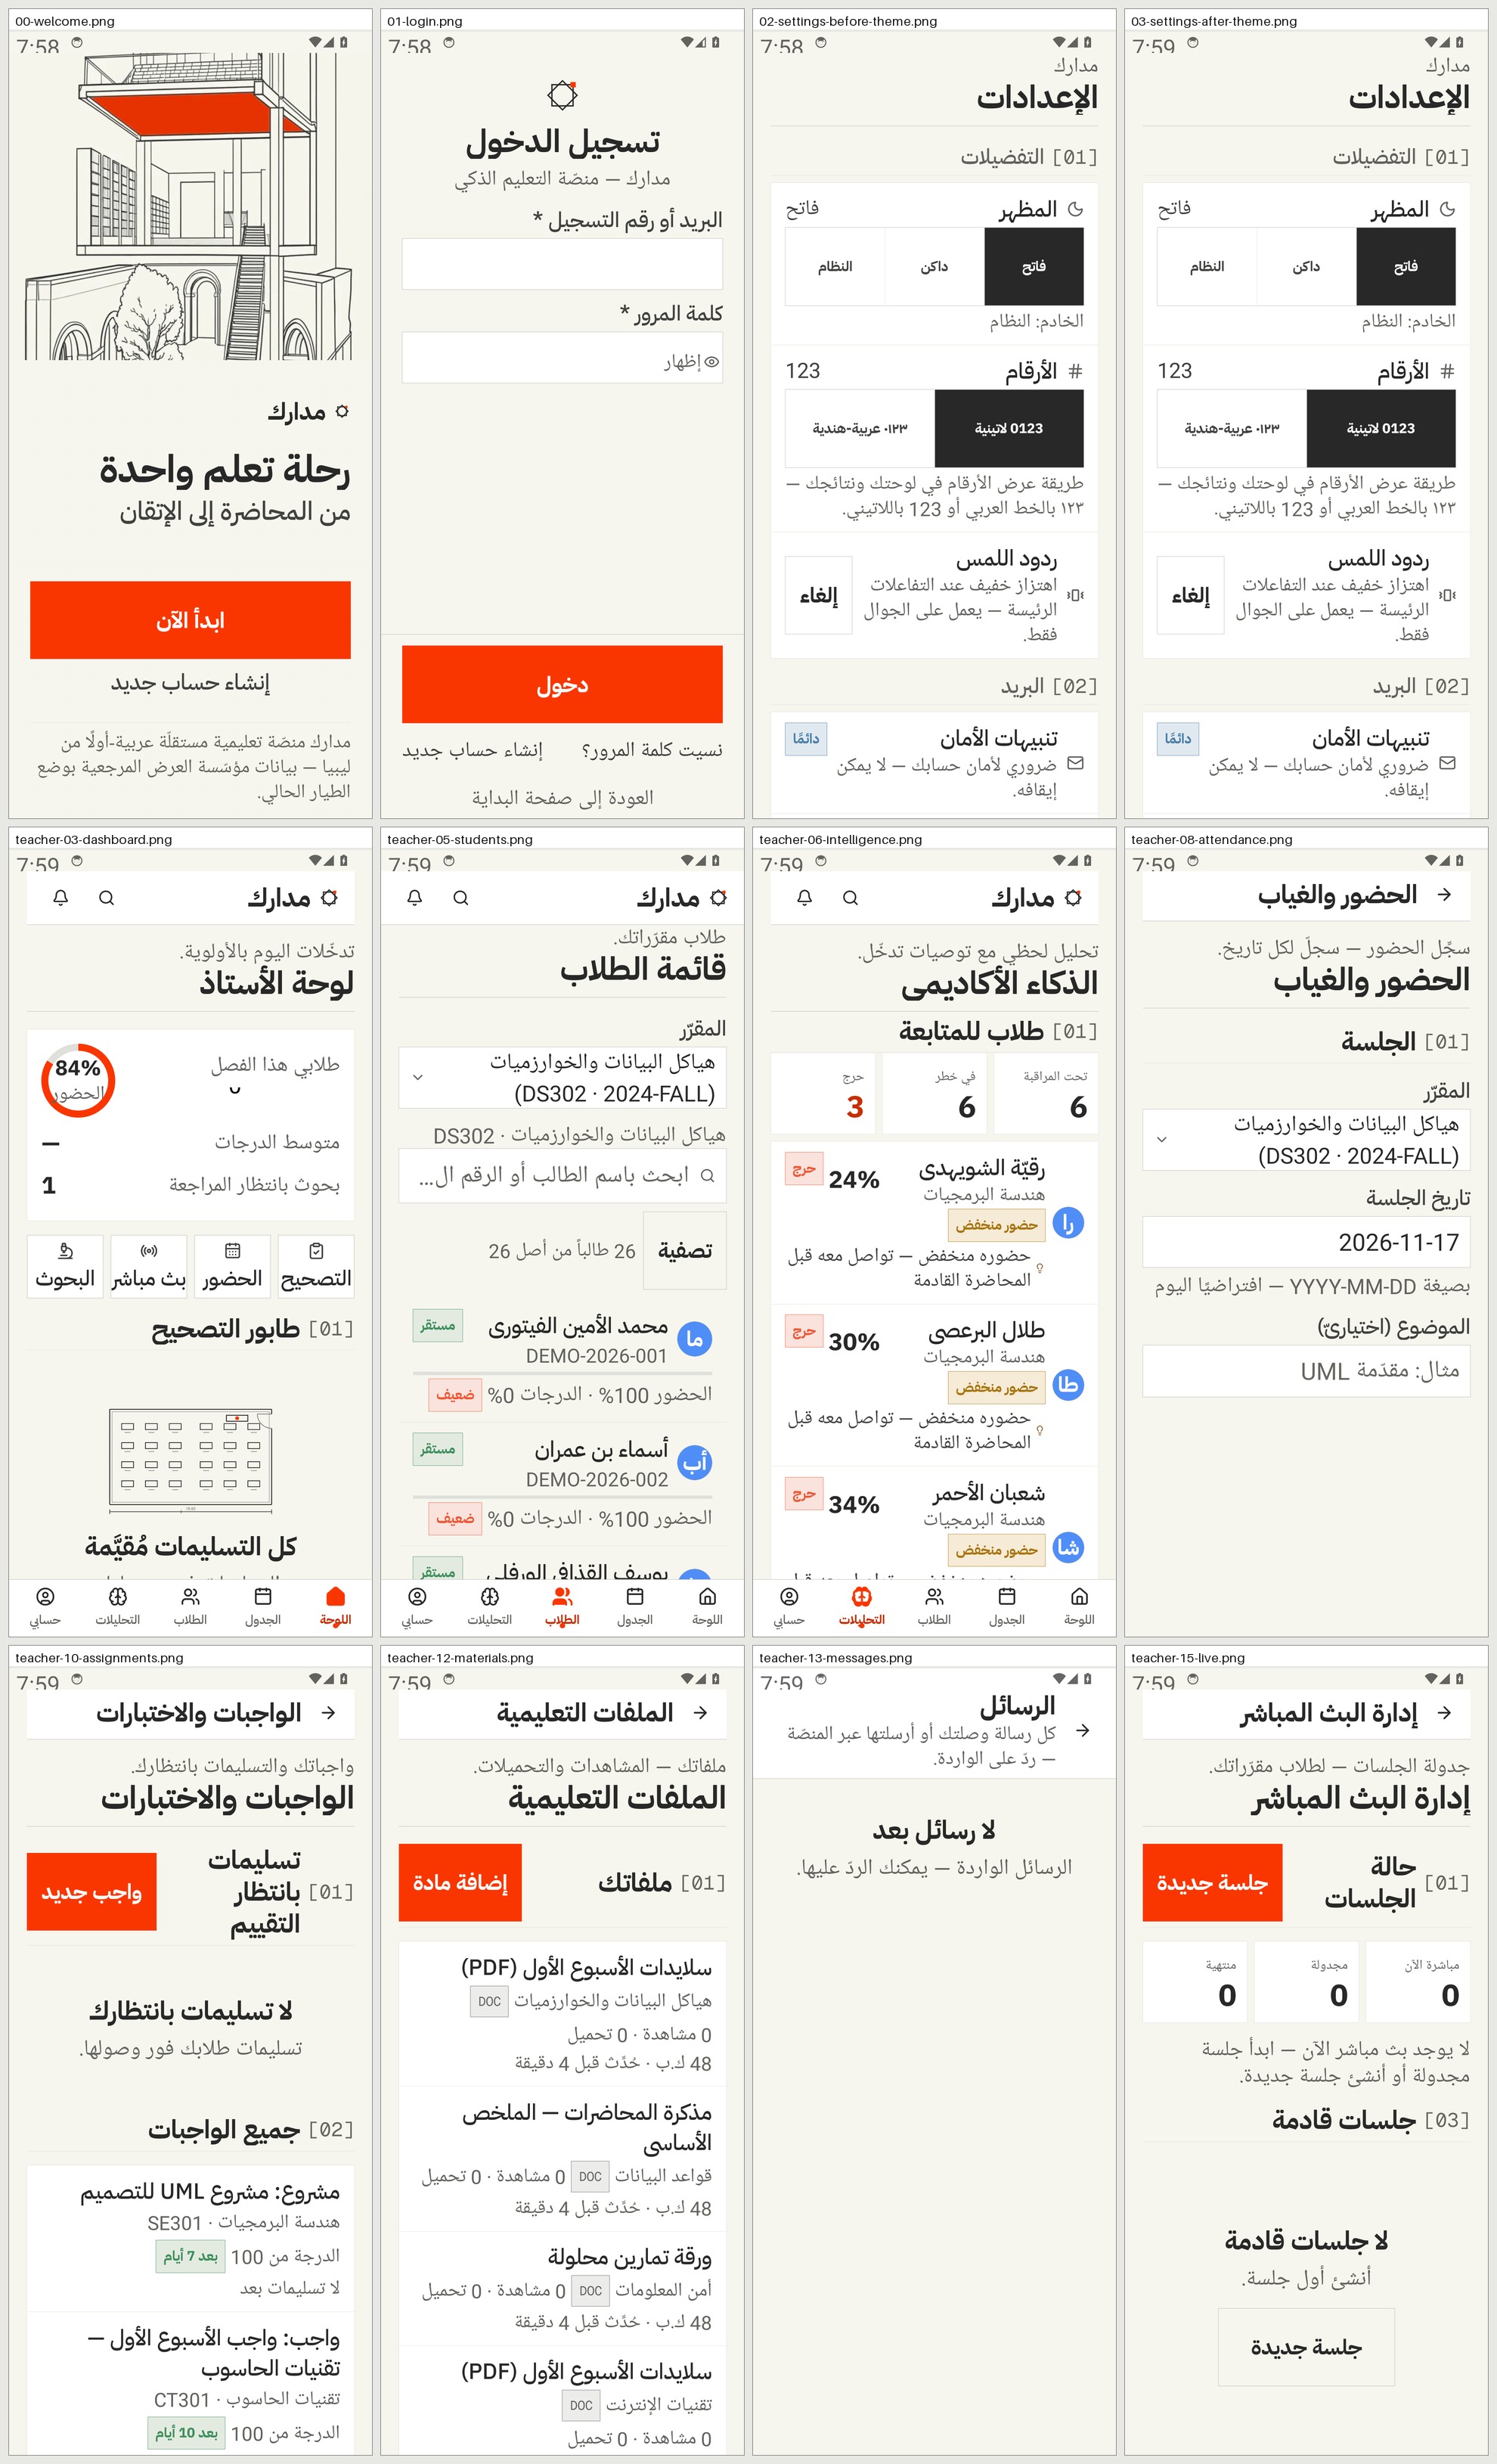 00-welcome.png
7:58
مدارك
رحلة تعلم واحدة
من المحاضرة إلى الإتقان
ابدأ الآن
إنشاء حساب جديد
مدارك منصّة تعليمية مستقلّة عربية-أولًا من
ليبيا — بيانات مؤسّسة العرض المرجعية بوضع
الطيار الحالي.
01-login.png
7:58
تسجيل الدخول
مدارك — منصّة التعليم الذكي
البريد أو رقم التسجيل *
كلمة المرور *
إظهار
دخول
نسيت كلمة المرور؟
إنشاء حساب جديد
العودة إلى صفحة البداية
02-settings-before-theme.png
7:58
مدارك
الإعدادات
[01] التفضيلات
المظهر
فاتح
فاتح
داكن
النظام
الخادم: النظام
الأرقام
123
0123 لاتينية
٠١٢٣ عربية-هندية
طريقة عرض الأرقام في لوحتك ونتائجك —
١٢٣ بالخط العربي أو 123 باللاتيني.
ردود اللمس
اهتزاز خفيف عند التفاعلات
الرئيسة — يعمل على الجوال
فقط.
إلغاء
[02] البريد
تنبيهات الأمان
دائمًا
ضروري لأمان حسابك — لا يمكن
إيقافه.
03-settings-after-theme.png
7:59
مدارك
الإعدادات
[01] التفضيلات
المظهر
فاتح
فاتح
داكن
النظام
الخادم: النظام
الأرقام
123
0123 لاتينية
٠١٢٣ عربية-هندية
طريقة عرض الأرقام في لوحتك ونتائجك —
١٢٣ بالخط العربي أو 123 باللاتيني.
ردود اللمس
اهتزاز خفيف عند التفاعلات
الرئيسة — يعمل على الجوال
فقط.
إلغاء
[02] البريد
تنبيهات الأمان
دائمًا
ضروري لأمان حسابك — لا يمكن
إيقافه.
teacher-03-dashboard.png
7:59
مدارك
تدخّلات اليوم بالأولوية.
لوحة الأستاذ
طلابي هذا الفصل
84%
الحضور
متوسط الدرجات
—
بحوث بانتظار المراجعة
1
التصحيح
الحضور
بث مباشر
البحوث
[01] طابور التصحيح
كل التسليمات مُقيَّمة
اللوحة
الجدول
الطلاب
التحليلات
حسابي
teacher-05-students.png
7:59
مدارك
طلاب مقرّراتك.
قائمة الطلاب
المقرّر
هياكل البيانات والخوارزميات
(DS302 · 2024-FALL)
هياكل البيانات والخوارزميات · DS302
ابحث باسم الطالب أو الرقم ال...
تصفية
26 طالباً من أصل 26
محمد الأمين الفيتوري
مستقر
ما
DEMO-2026-001
الحضور 100% · الدرجات 0%
ضعيف
أسماء بن عمران
مستقر
أب
DEMO-2026-002
الحضور 100% · الدرجات 0%
ضعيف
يوسف القذافي الورفلي
مستقر
اللوحة
الجدول
الطلاب
التحليلات
حسابي
teacher-06-intelligence.png
7:59
مدارك
تحليل لحظي مع توصيات تدخّل.
الذكاء الأكاديمي
[01] طلاب للمتابعة
تحت المراقبة
6
في خطر
6
حرج
3
رقيّة الشويهدي
24%
حرج
هندسة البرمجيات
را
حضور منخفض
حضوره منخفض — تواصل معه قبل
المحاضرة القادمة
طلال البرعصي
30%
حرج
هندسة البرمجيات
طا
حضور منخفض
حضوره منخفض — تواصل معه قبل
المحاضرة القادمة
شعبان الأحمر
34%
حرج
هندسة البرمجيات
شا
حضور منخفض
اللوحة
الجدول
الطلاب
التحليلات
حسابي
teacher-08-attendance.png
7:59
الحضور والغياب
سجِّل الحضور — سجلّ لكل تاريخ.
الحضور والغياب
[01] الجلسة
المقرّر
هياكل البيانات والخوارزميات
(DS302 · 2024-FALL)
تاريخ الجلسة
2026-11-17
بصيغة YYYY-MM-DD — افتراضيًا اليوم
الموضوع (اختياريّ)
مثال: مقدّمة UML
teacher-10-assignments.png
7:59
الواجبات والاختبارات
واجباتك والتسليمات بانتظارك.
الواجبات والاختبارات
[01] تسليمات
بانتظار
التقييم
واجب جديد
لا تسليمات بانتظارك
تسليمات طلابك فور وصولها.
[02] جميع الواجبات
مشروع: مشروع UML للتصميم
هندسة البرمجيات · SE301
الدرجة من 100
بعد 7 أيام
لا تسليمات بعد
واجب: واجب الأسبوع الأول —
تقنيات الحاسوب
تقنيات الحاسوب · CT301
الدرجة من 100
بعد 10 أيام
teacher-12-materials.png
7:59
الملفات التعليمية
ملفاتك — المشاهدات والتحميلات.
الملفات التعليمية
[01] ملفاتك
إضافة مادة
سلايدات الأسبوع الأول (PDF)
هياكل البيانات والخوارزميات DOC
0 مشاهدة · 0 تحميل
48 ك.ب · حُدِّث قبل 4 دقيقة
مذكرة المحاضرات — الملخص
الأساسي
قواعد البيانات DOC 0 مشاهدة · 0 تحميل
48 ك.ب · حُدِّث قبل 4 دقيقة
ورقة تمارين محلولة
أمن المعلومات DOC 0 مشاهدة · 0 تحميل
48 ك.ب · حُدِّث قبل 4 دقيقة
سلايدات الأسبوع الأول (PDF)
تقنيات الإنترنت DOC
0 مشاهدة · 0 تحميل
teacher-13-messages.png
7:59
الرسائل
كل رسالة وصلتك أو أرسلتها عبر المنصّة
— ردّ على الواردة.
لا رسائل بعد
الرسائل الواردة — يمكنك الردّ عليها.
teacher-15-live.png
7:59
إدارة البث المباشر
جدولة الجلسات — لطلاب مقرّراتك.
إدارة البث المباشر
[01] حالة
الجلسات
جلسة جديدة
مباشرة الآن
0
مجدولة
0
منتهية
0
لا يوجد بث مباشر الآن — ابدأ جلسة
مجدولة أو أنشئ جلسة جديدة.
[03] جلسات قادمة
لا جلسات قادمة
أنشئ أول جلسة.
جلسة جديدة